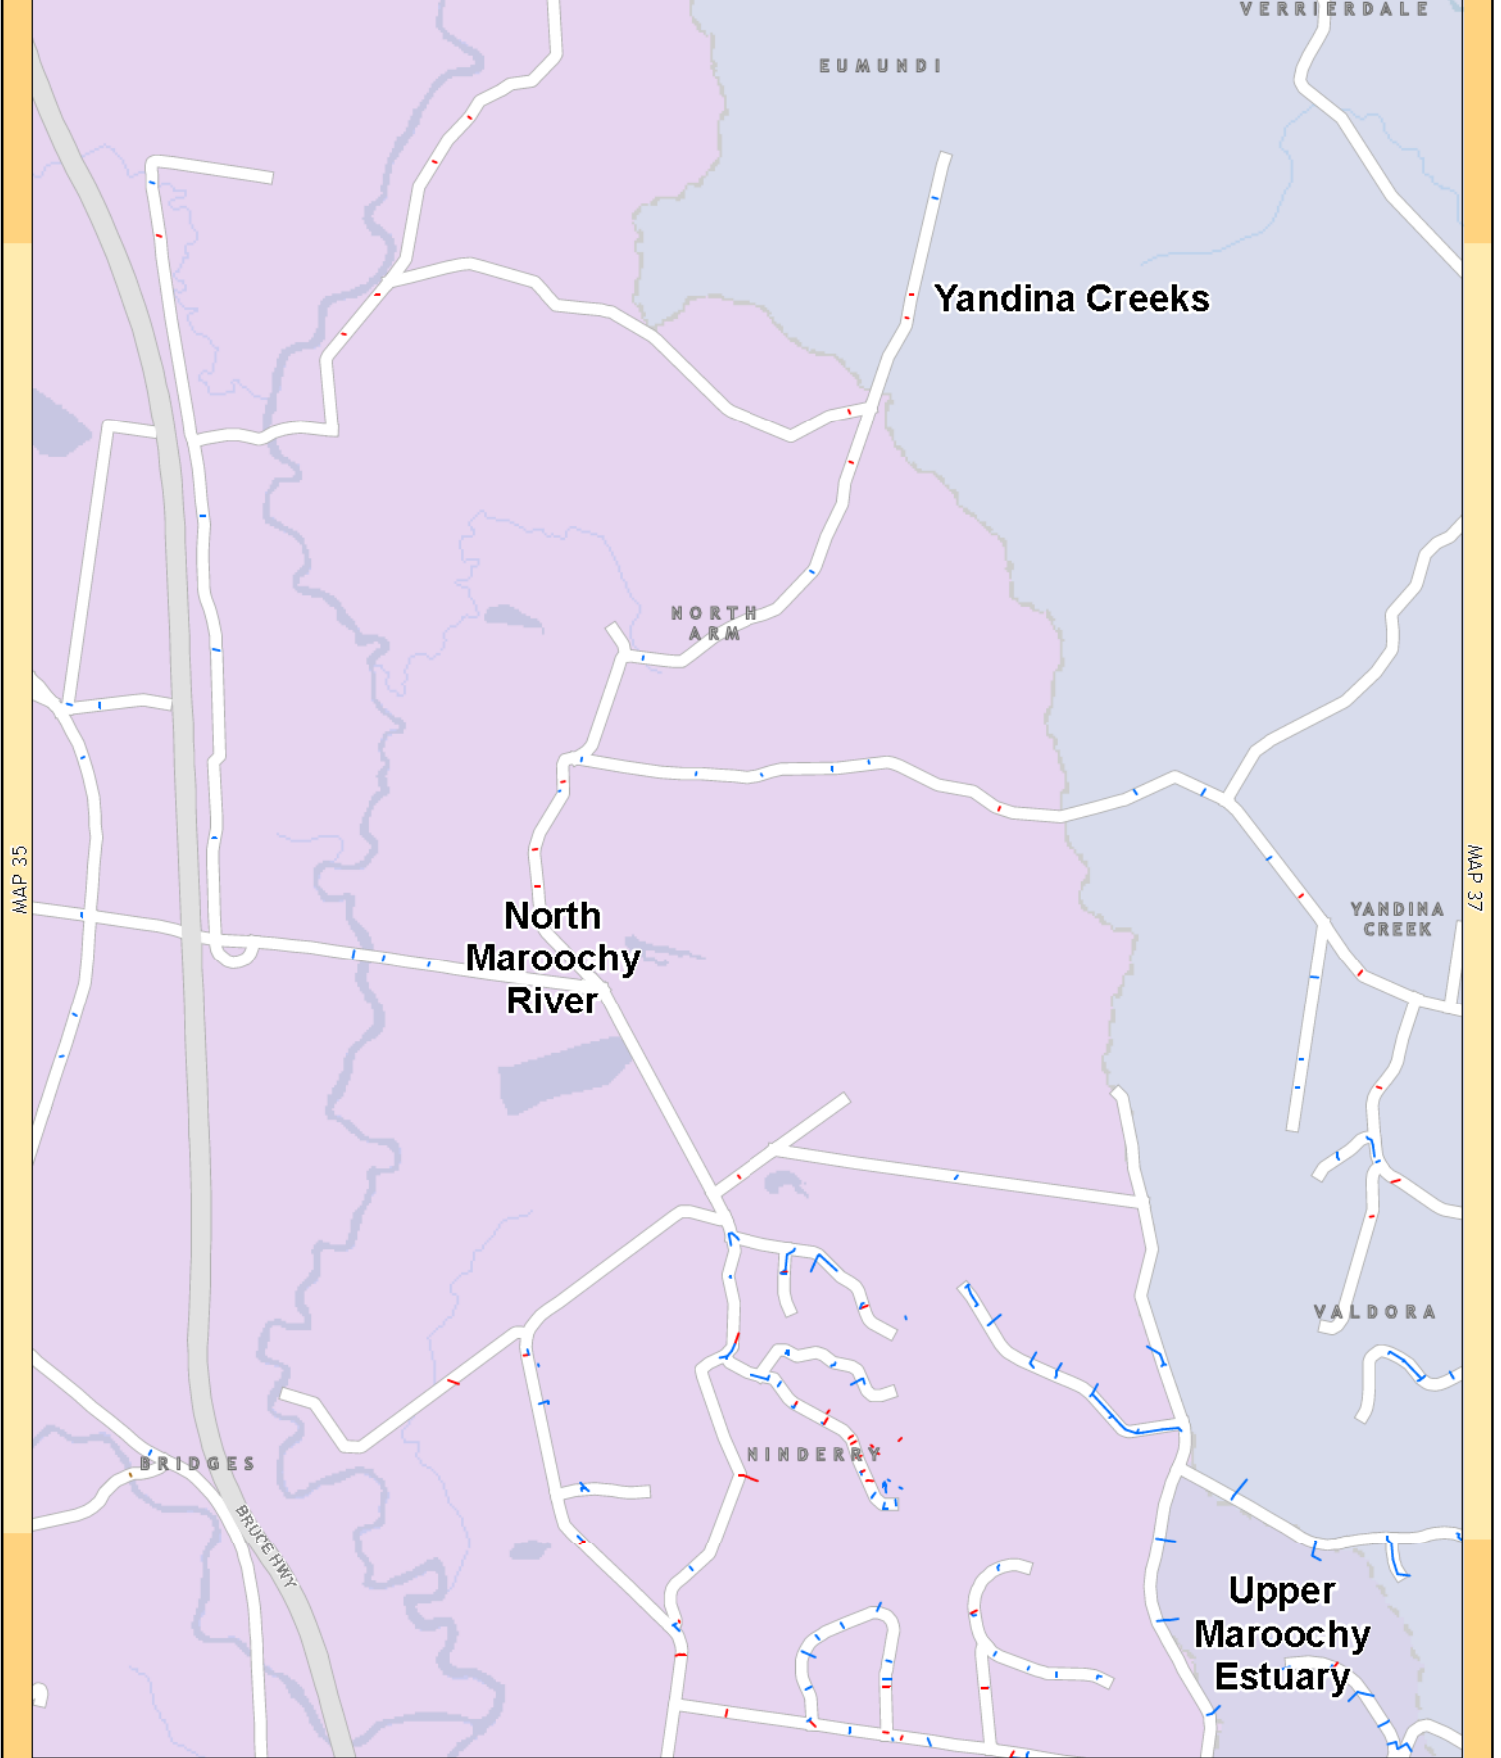 VERRIERDALE
EUMUNDI
Yandina Creeks
NORTH
ARM
MAP 35
MAP 37
YANDINA
CREEK
North
Maroochy
River
VALDORA
NINDERRY
BRIDGES
BRUCE HWY
Upper
Maroochy
Estuary